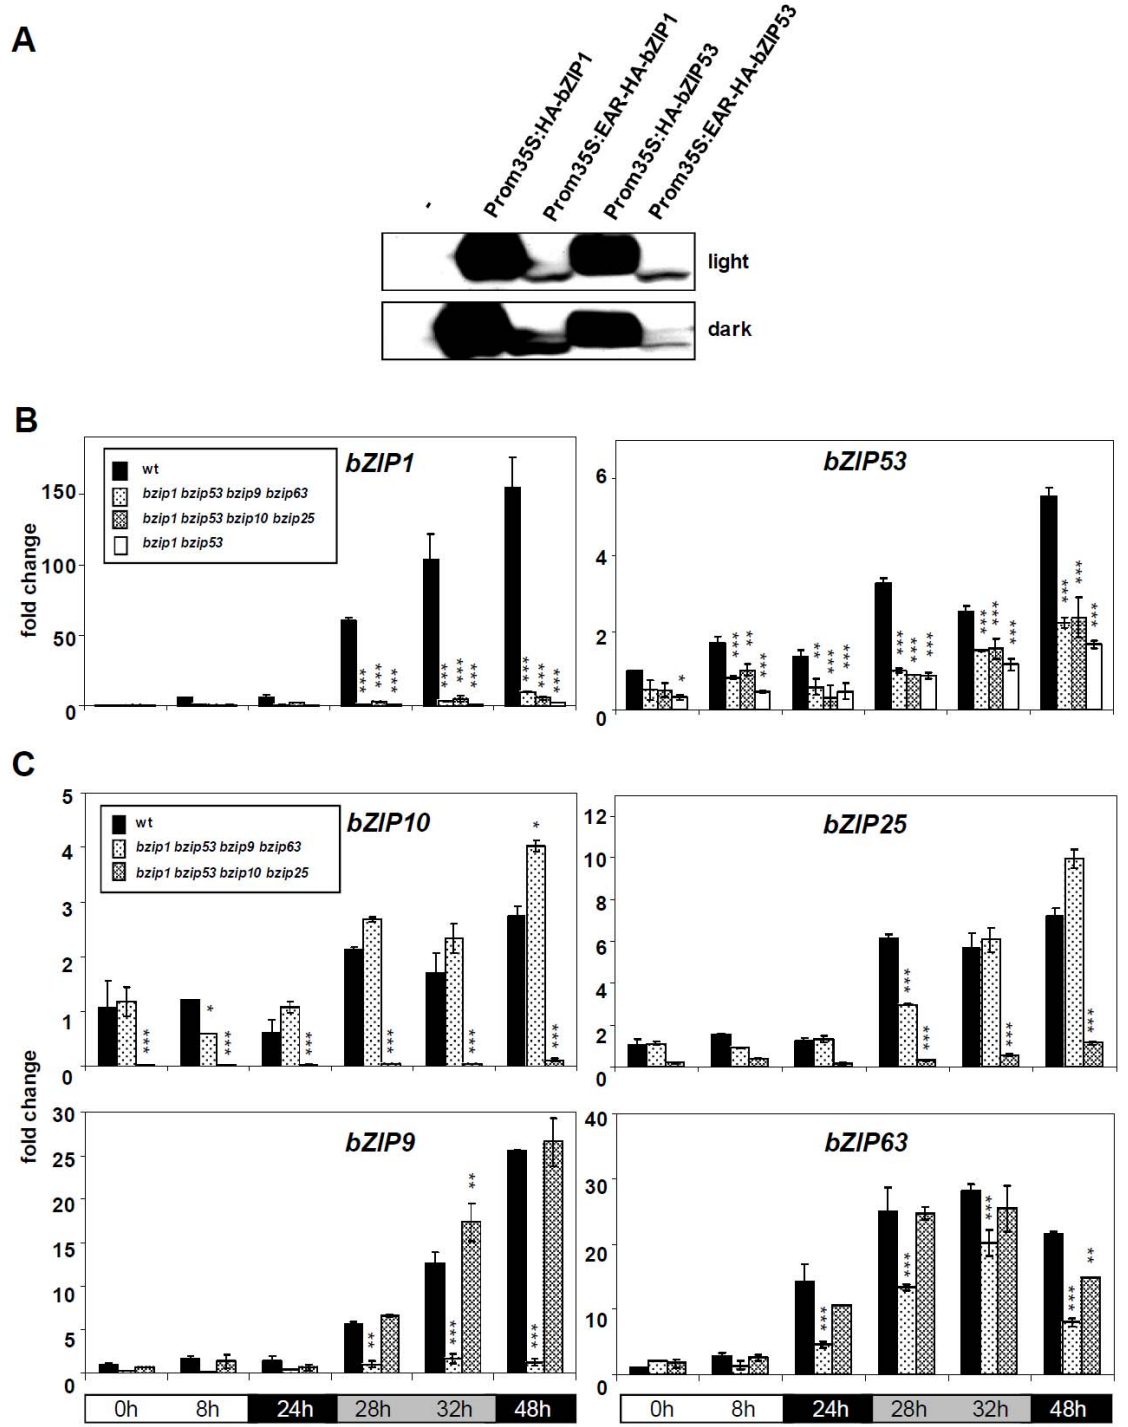 A
-
Prom35S:HA-bZIP1
Prom35S:EAR-HA-bZIP1
Prom35S:HA-bZIP53
Prom35S:EAR-HA-bZIP53
light
dark
B
bZIP1
wt
bzip1 bzip53 bzip9 bzip63
bzip1 bzip53 bzip10 bzip25
bzip1 bzip53
fold change
150
100
50
0
*** *** ***
*** *** ***
*** *** ***
bZIP53
6
4
2
0
*
*** ** ***
** *** ***
*** *** ***
*** *** ***
*** *** ***
C
bZIP10
wt
bzip1 bzip53 bzip9 bzip63
bzip1 bzip53 bzip10 bzip25
fold change
5
4
3
2
1
0
***
* ***
***
***
***
* ***
bZIP25
12
10
8
6
4
2
0
*** ***
***
***
bZIP9
30
25
20
15
10
5
0
**
*** **
***
bZIP63
40
30
20
10
0
***
***
***
*** **
0h 8h 24h 28h 32h 48h
0h 8h 24h 28h 32h 48h